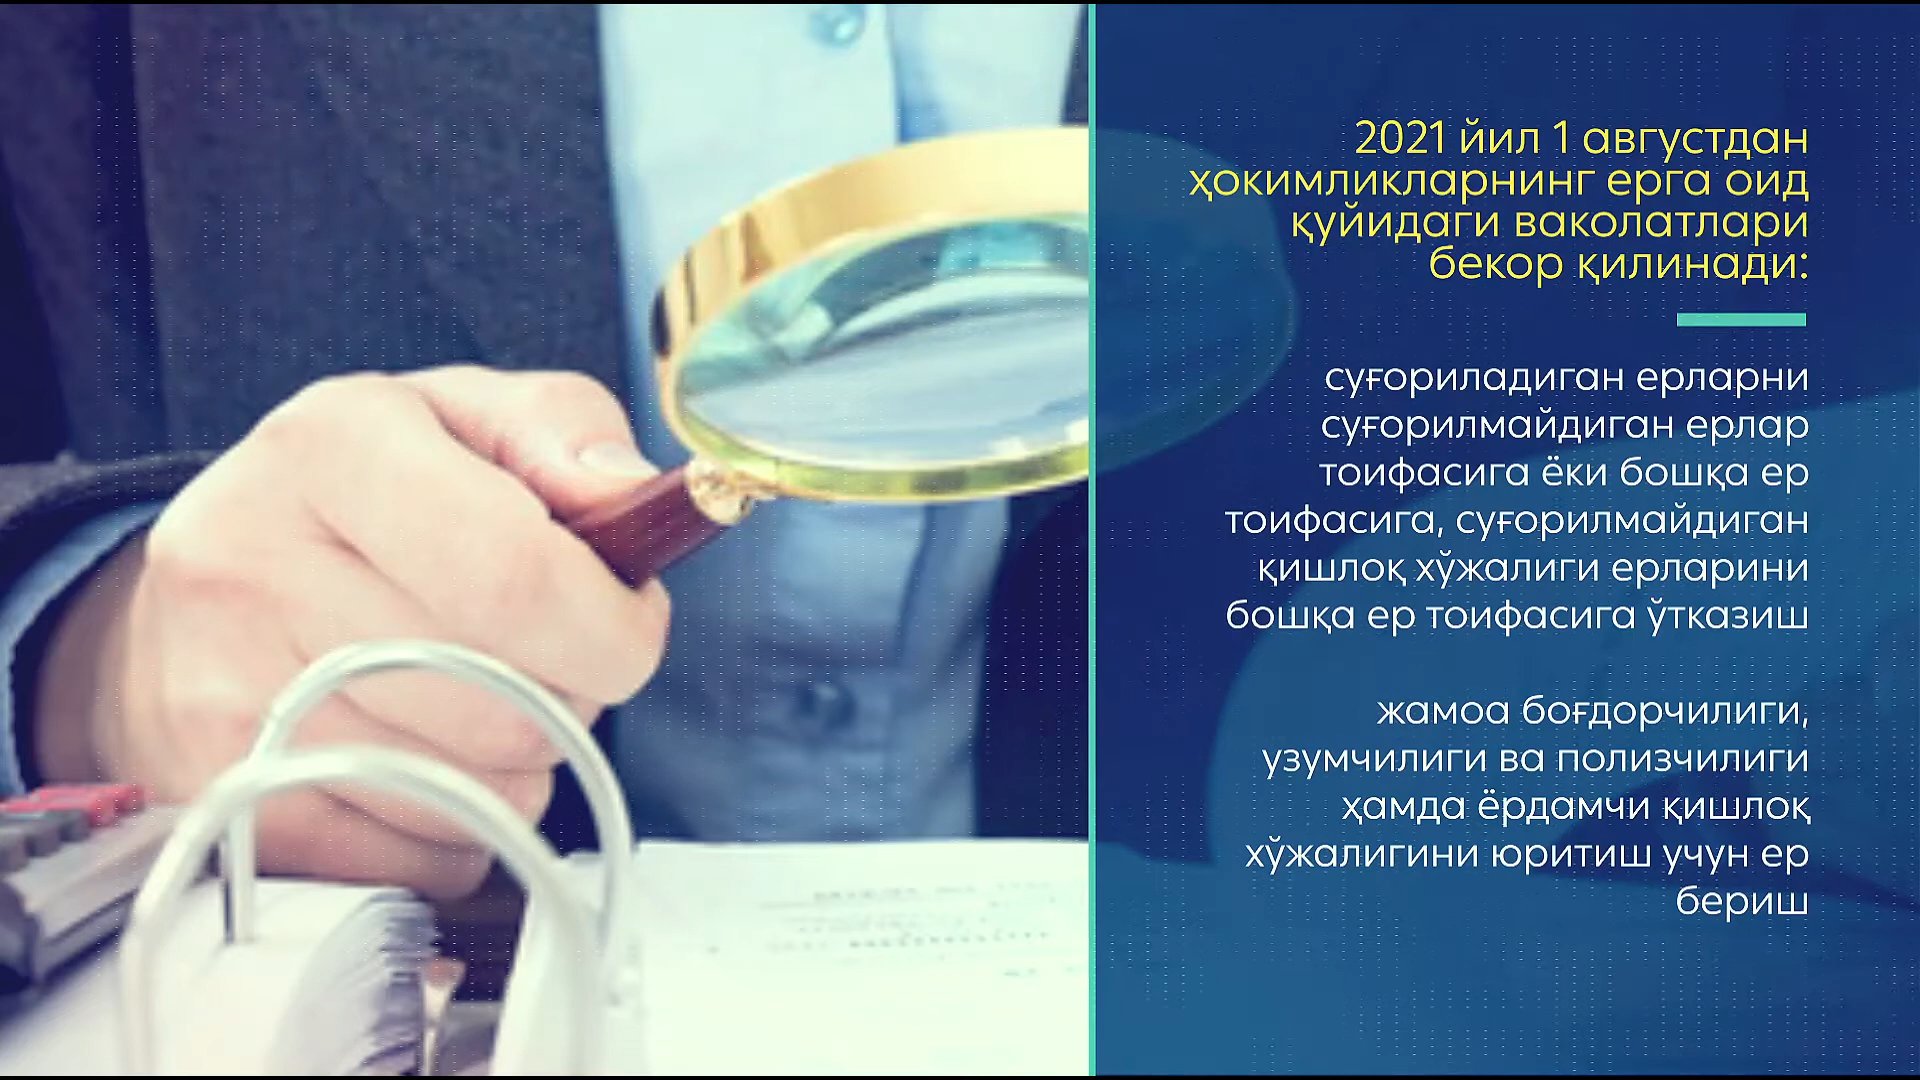 2021 йил 1 августдан
ҳокимликларнинг ерга оид
қуйидаги ваколатлари
бекор қилинади:
суғориладиган ерларни
суғорилмайдиган ерлар
тоифасига ёки бошқа ер
тоифасига, суғорилмайдиган
қишлоқ хўжалиги ерларини
бошқа ер тоифасига ўтказиш
жамоа боғдорчилиги,
узумчилиги ва полизчилиги
ҳамда ёрдамчи қишлоқ
хўжалигини юритиш учун ер
бериш